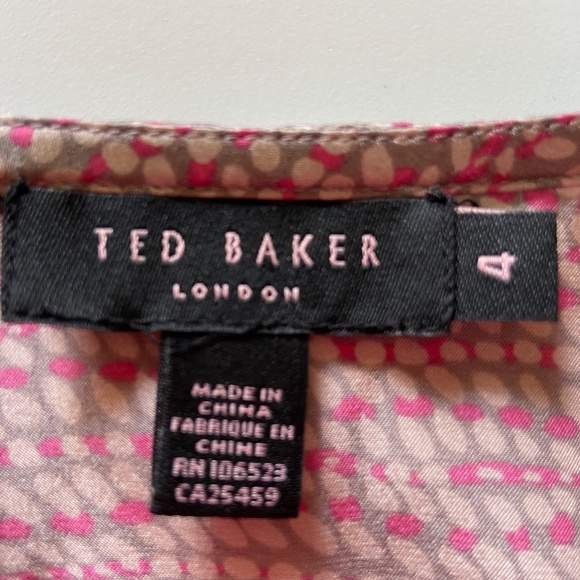 TED BAKER
LONDON
4
MADE IN
CHINA
FABRIQUE EN
CHINE
RN 106523
CA25459